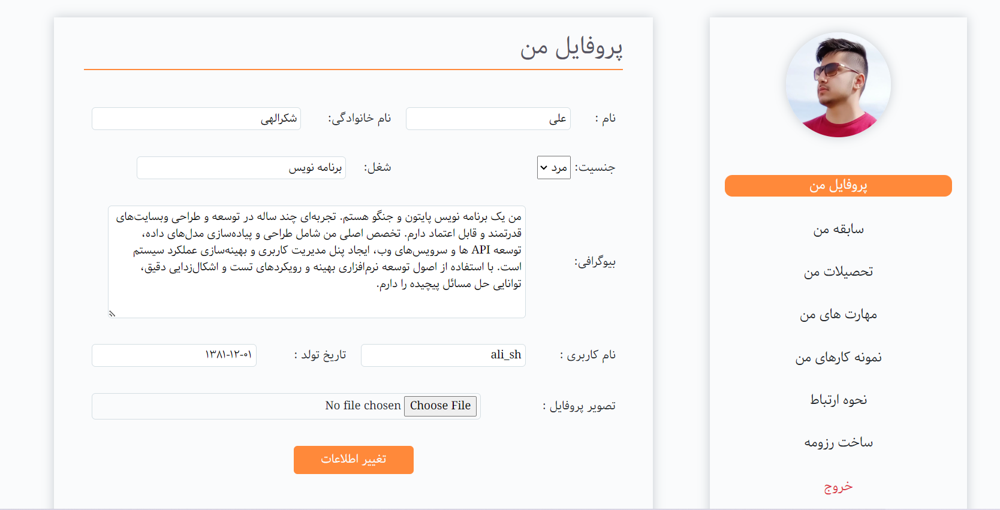 پروفایل من
سابقه من
تحصیلات من
مهارت های من
نمونه کارهای من
نحوه ارتباط
ساخت رزومه
خروج
پروفایل من
نام : علی نام خانوادگی: شکرالهی
جنسیت: مرد شغل: برنامه نویس
بیوگرافی:
من یک برنامه نویس پایتون و جنگو هستم. تجربه‌ای چند ساله در توسعه و طراحی وبسایت‌های
قدرتمند و قابل اعتماد دارم. تخصص اصلی من شامل طراحی و پیاده‌سازی مدل‌های داده،
توسعه API ها و سرویس‌های وب، ایجاد پنل مدیریت کاربری و بهینه‌سازی عملکرد سیستم
است. با استفاده از اصول توسعه نرم‌افزاری بهینه و رویکردهای تست و اشکال‌زدایی دقیق،
توانایی حل مسائل پیچیده را دارم.
نام کاربری : ali_sh تاریخ تولد : ۱۳۸۱-۱۲-۰۱
تصویر پروفایل : Choose File No file chosen
تغییر اطلاعات